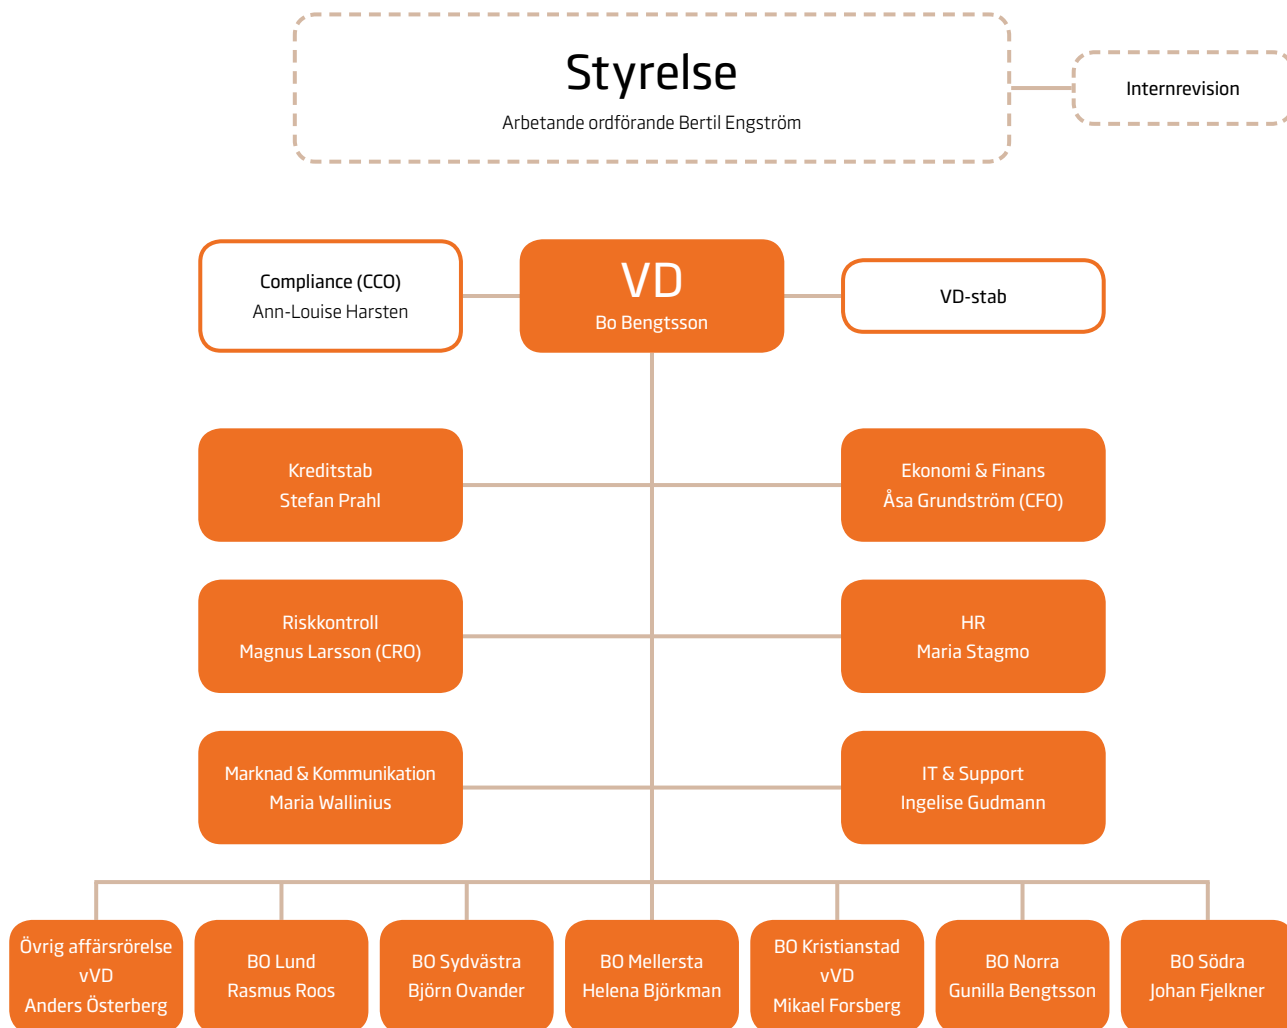 Styrelse
Arbetande ordförande Bertil Engström
Internrevision
Compliance (CCO)
Ann-Louise Harsten
VD
Bo Bengtsson
VD-stab
Kreditstab
Stefan Prahl
Ekonomi & Finans
Åsa Grundström (CFO)
Riskkontroll
Magnus Larsson (CRO)
HR
Maria Stagmo
Marknad & Kommunikation
Maria Wallinius
IT & Support
Ingelise Gudmann
Övrig affärsrörelse
vVD
Anders Österberg
BO Lund
Rasmus Roos
BO Sydvästra
Björn Ovander
BO Mellersta
Helena Björkman
BO Kristianstad
vVD
Mikael Forsberg
BO Norra
Gunilla Bengtsson
BO Södra
Johan Fjelkner